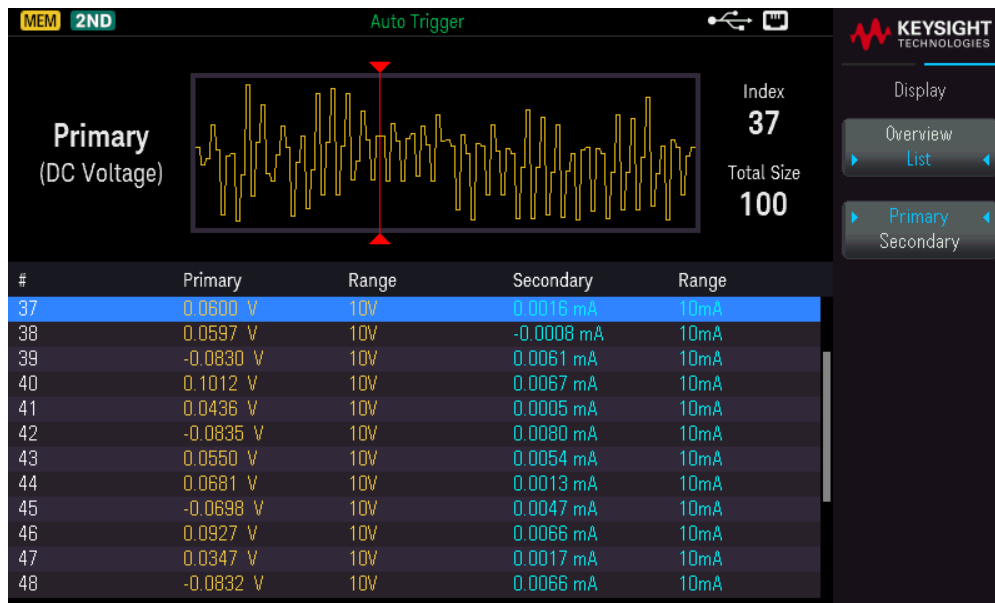 MEM 2ND Auto Trigger
KEYSIGHT
TECHNOLOGIES
Display
Overview
List
Primary
Secondary
Primary
(DC Voltage)
Index
37
Total Size
100
# Primary Range Secondary Range
37 0.0600 V 10V 0.0016 mA 10mA
38 0.0597 V 10V -0.0008 mA 10mA
39 -0.0830 V 10V 0.0061 mA 10mA
40 0.1012 V 10V 0.0067 mA 10mA
41 0.0436 V 10V 0.0005 mA 10mA
42 -0.0835 V 10V 0.0080 mA 10mA
43 0.0550 V 10V 0.0054 mA 10mA
44 0.0681 V 10V 0.0013 mA 10mA
45 -0.0698 V 10V 0.0047 mA 10mA
46 0.0927 V 10V 0.0066 mA 10mA
47 0.0347 V 10V 0.0017 mA 10mA
48 -0.0832 V 10V 0.0066 mA 10mA